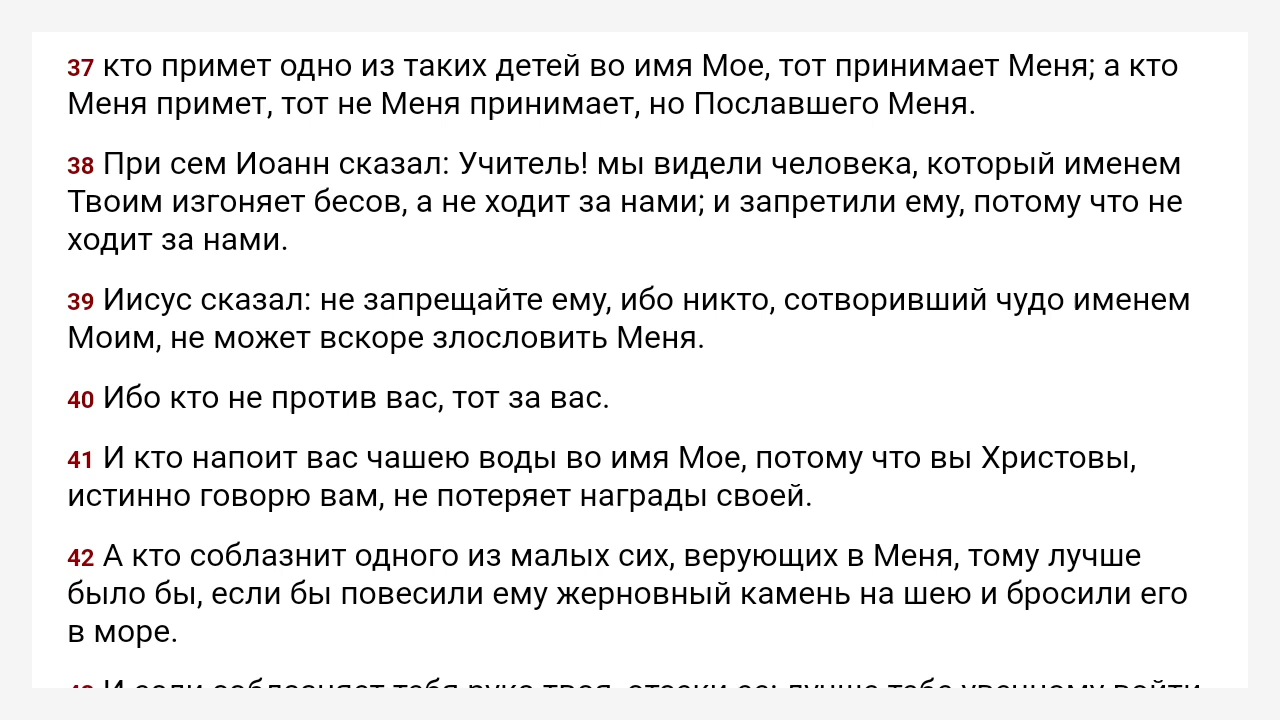 37 кто примет одно из таких детей во имя Мое, тот принимает Меня; а кто
Меня примет, тот не Меня принимает, но Пославшего Меня.
38 При сем Иоанн сказал: Учитель! мы видели человека, который именем
Твоим изгоняет бесов, а не ходит за нами; и запретили ему, потому что не
ходит за нами.
39 Иисус сказал: не запрещайте ему, ибо никто, сотворивший чудо именем
Моим, не может вскоре злословить Меня.
40 Ибо кто не против вас, тот за вас.
41 И кто напоит вас чашею воды во имя Мое, потому что вы Христовы,
истинно говорю вам, не потеряет награды своей.
42 А кто соблазнит одного из малых сих, верующих в Меня, тому лучше
было бы, если бы повесили ему жерновный камень на шею и бросили его
в море.